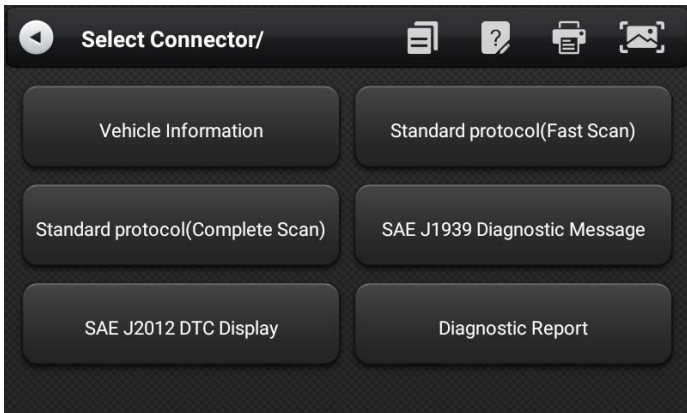 Select Connector/
Vehicle Information
Standard protocol(Fast Scan)
Standard protocol(Complete Scan)
SAE J1939 Diagnostic Message
SAE J2012 DTC Display
Diagnostic Report